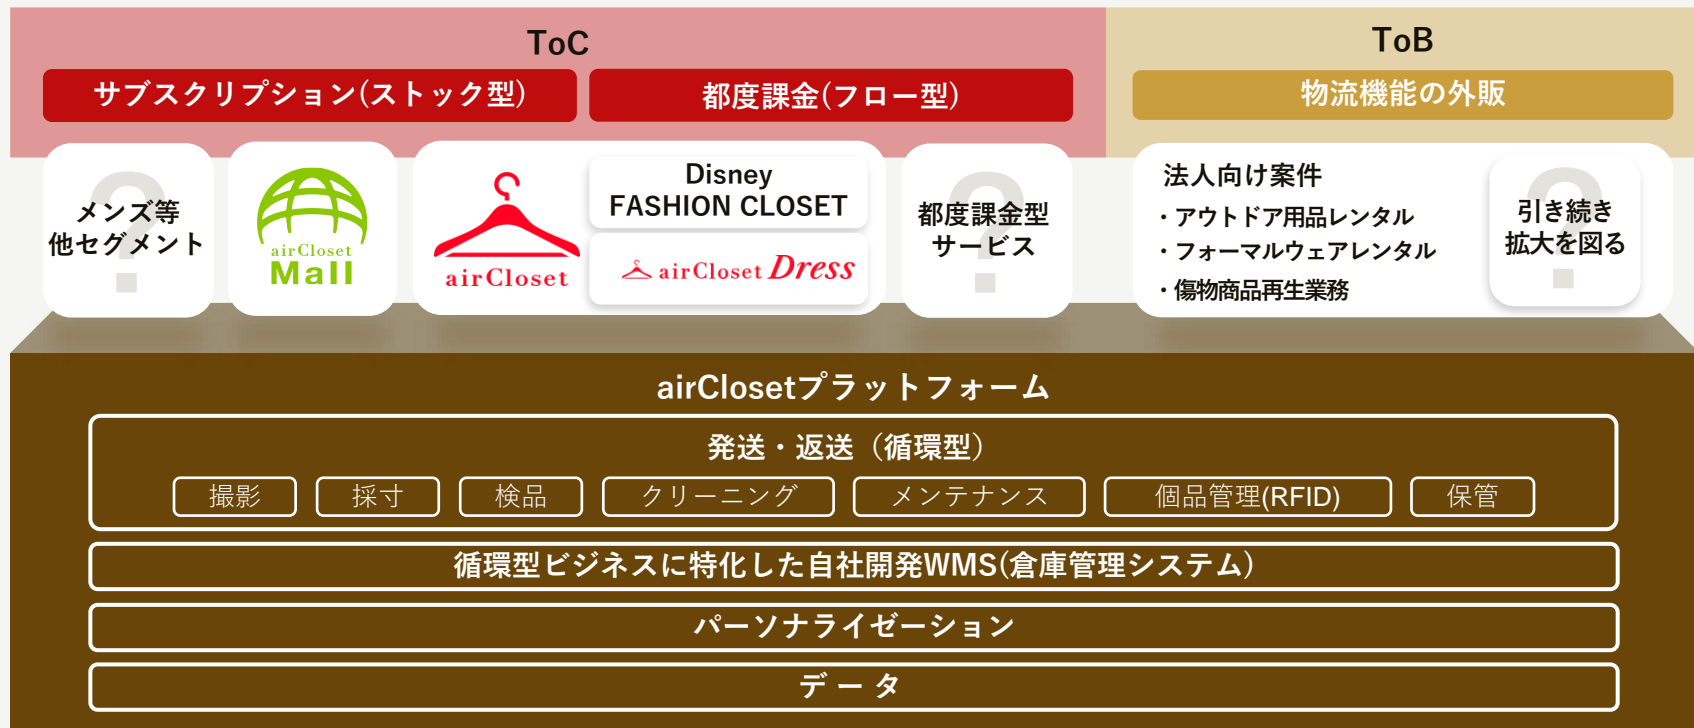 ToC
ToB
サブスクリプション(ストック型)
都度課金(フロー型)
物流機能の外販
?
メンズ等
他セグメント
airCloset
Mall
airCloset
Disney
FASHION CLOSET
airCloset Dress
?
都度課金型
サービス
法人向け案件
・アウトドア用品レンタル
・フォーマルウェアレンタル
・傷物商品再生業務
?
引き続き
拡大を図る
airClosetプラットフォーム
発送・返送（循環型）
撮影
採寸
検品
クリーニング
メンテナンス
個品管理(RFID)
保管
循環型ビジネスに特化した自社開発WMS(倉庫管理システム)
パーソナライゼーション
データ